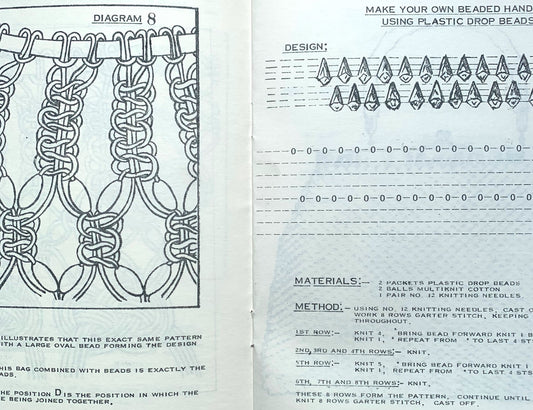 DIAGRAM 8
ILLUSTRATES THAT THIS EXACT SAME PATTERN
WITH A LARGE OVAL BEAD FORMING THE DESIGN
THIS BAG COMBINED WITH BEADS IS EXACTLY THE
THE POSITION D IS THE POSITION IN WHICH THE
BEING JOINED TOGETHER,
MAKE YOUR OWN BEADED HAND
USING PLASTIC DROP BEADS
DESIGN;
MATERIALS:- 2 PACKETS PLASTIC DROP BEADS
2 BALLS MULTIKNIT COTTON
1 PAIR NO. 12 KNITTING NEEDLES
METHOD:- USING NO. 12 KNITTING NEEDLES, CAST O
WORK 8 ROWS GARTER STITCH, KEEPING
THROUGHOUT.
1ST ROW:- KNIT 4, *BRING BEAD FORWARD KNIT 1 B
KNIT 1, * REPEAT FROM * TO LAST 4 STS
2ND, 3RD AND 4TH ROWS:- KNIT.
5TH ROW:- KNIT 5, *BRING BEAD FORWARD KNIT 1
KNIT 1, REPEAT FROM *TO LAST 4 ST
6TH, 7TH AND 8TH ROWS:- KNIT.
THESE 8 ROWS FORM THE PATTERN, CONTINUE UNTIL
KNIT 8 ROWS GARTER STITCH, CAST OFF.